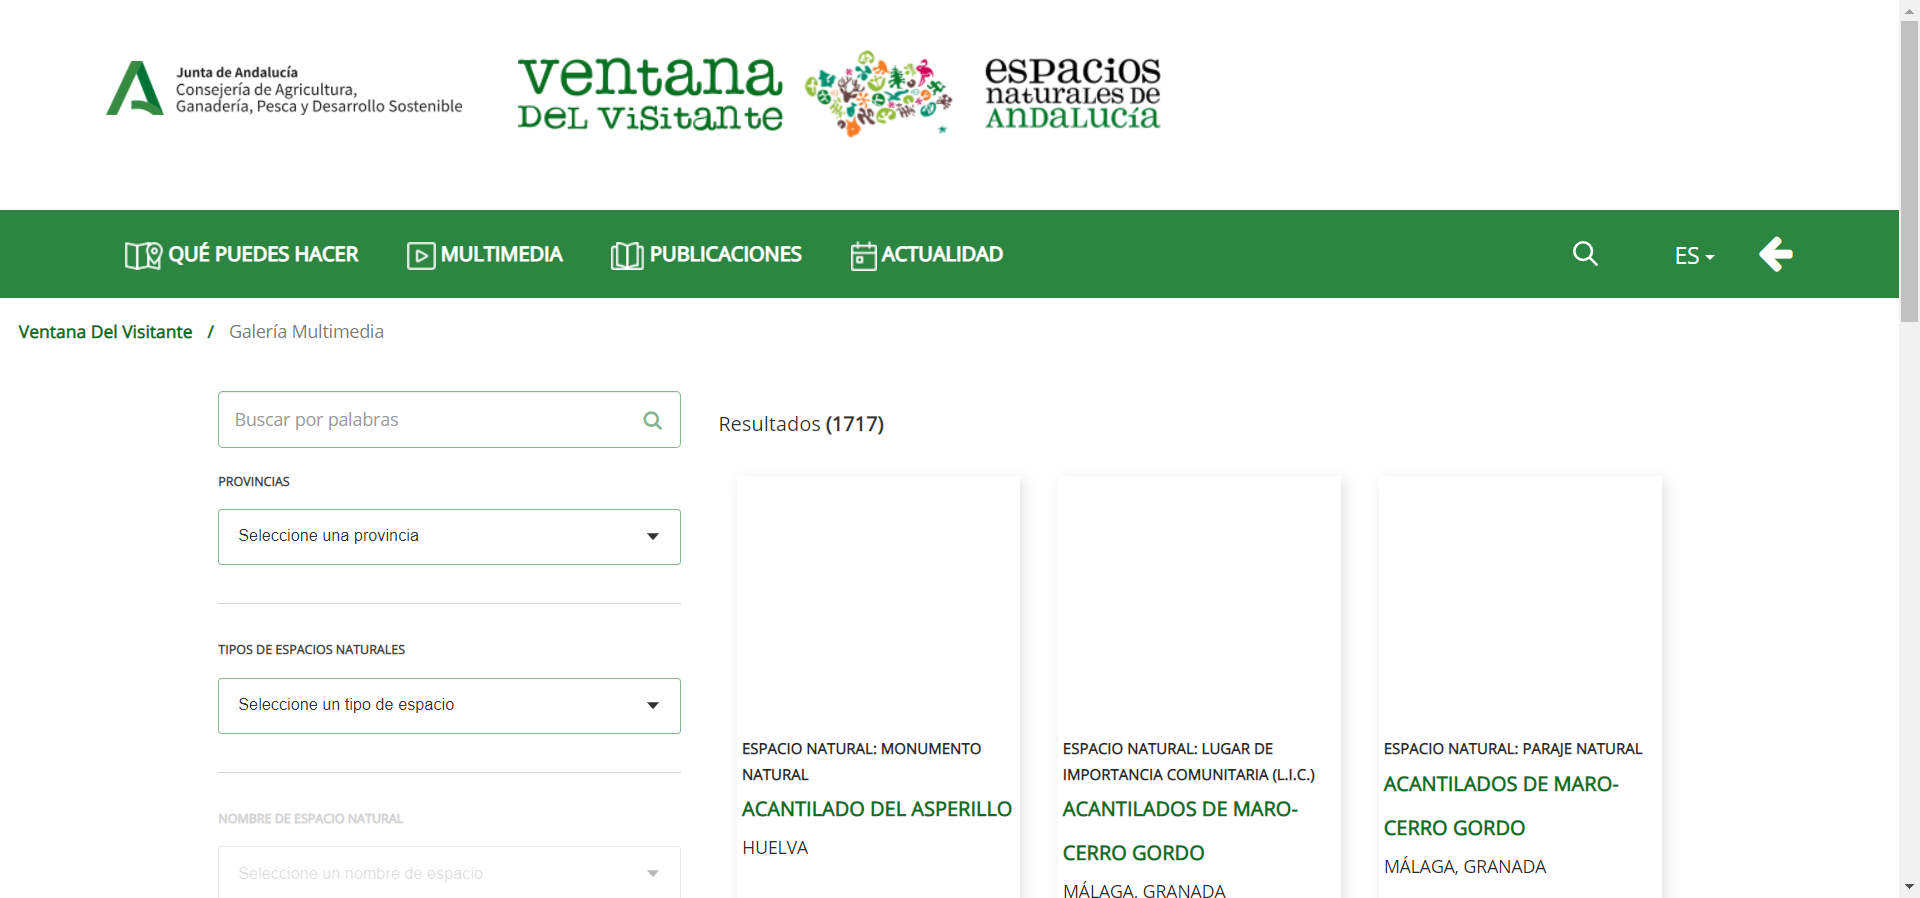 Junta de Andalucía
Consejería de Agricultura,
Ganadería, Pesca y Desarrollo Sostenible
ventana
DEL VISITANTE
ESPACIOS
NATURALES DE
ANDALUCÍA
QUÉ PUEDES HACER
MULTIMEDIA
PUBLICACIONES
ACTUALIDAD
ES
Ventana Del Visitante / Galería Multimedia
Buscar por palabras
PROVINCIAS
Seleccione una provincia
TIPOS DE ESPACIOS NATURALES
Seleccione un tipo de espacio
NOMBRE DE ESPACIO NATURAL
Seleccione un nombre de espacio
Resultados (1717)
ESPACIO NATURAL: MONUMENTO
NATURAL
ACANTILADO DEL ASPERILLO
HUELVA
ESPACIO NATURAL: LUGAR DE
IMPORTANCIA COMUNITARIA (L.I.C.)
ACANTILADOS DE MARO-
CERRO GORDO
MÁLAGA, GRANADA
ESPACIO NATURAL: PARAJE NATURAL
ACANTILADOS DE MARO-
CERRO GORDO
MÁLAGA, GRANADA